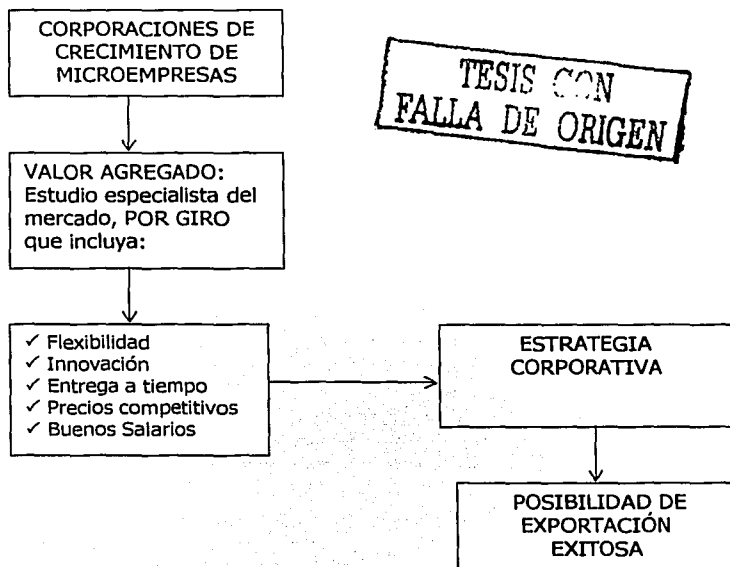 CORPORACIONES DE
CRECIMIENTO DE
MICROEMPRESAS
TESIS CON
FALLA DE ORIGEN
VALOR AGREGADO:
Estudio especialista del
mercado, POR GIRO
que incluya:
✓ Flexibilidad
✓ Innovación
✓ Entrega a tiempo
✓ Precios competitivos
✓ Buenos Salarios
ESTRATEGIA
CORPORATIVA
POSIBILIDAD DE
EXPORTACIÓN
EXITOSA